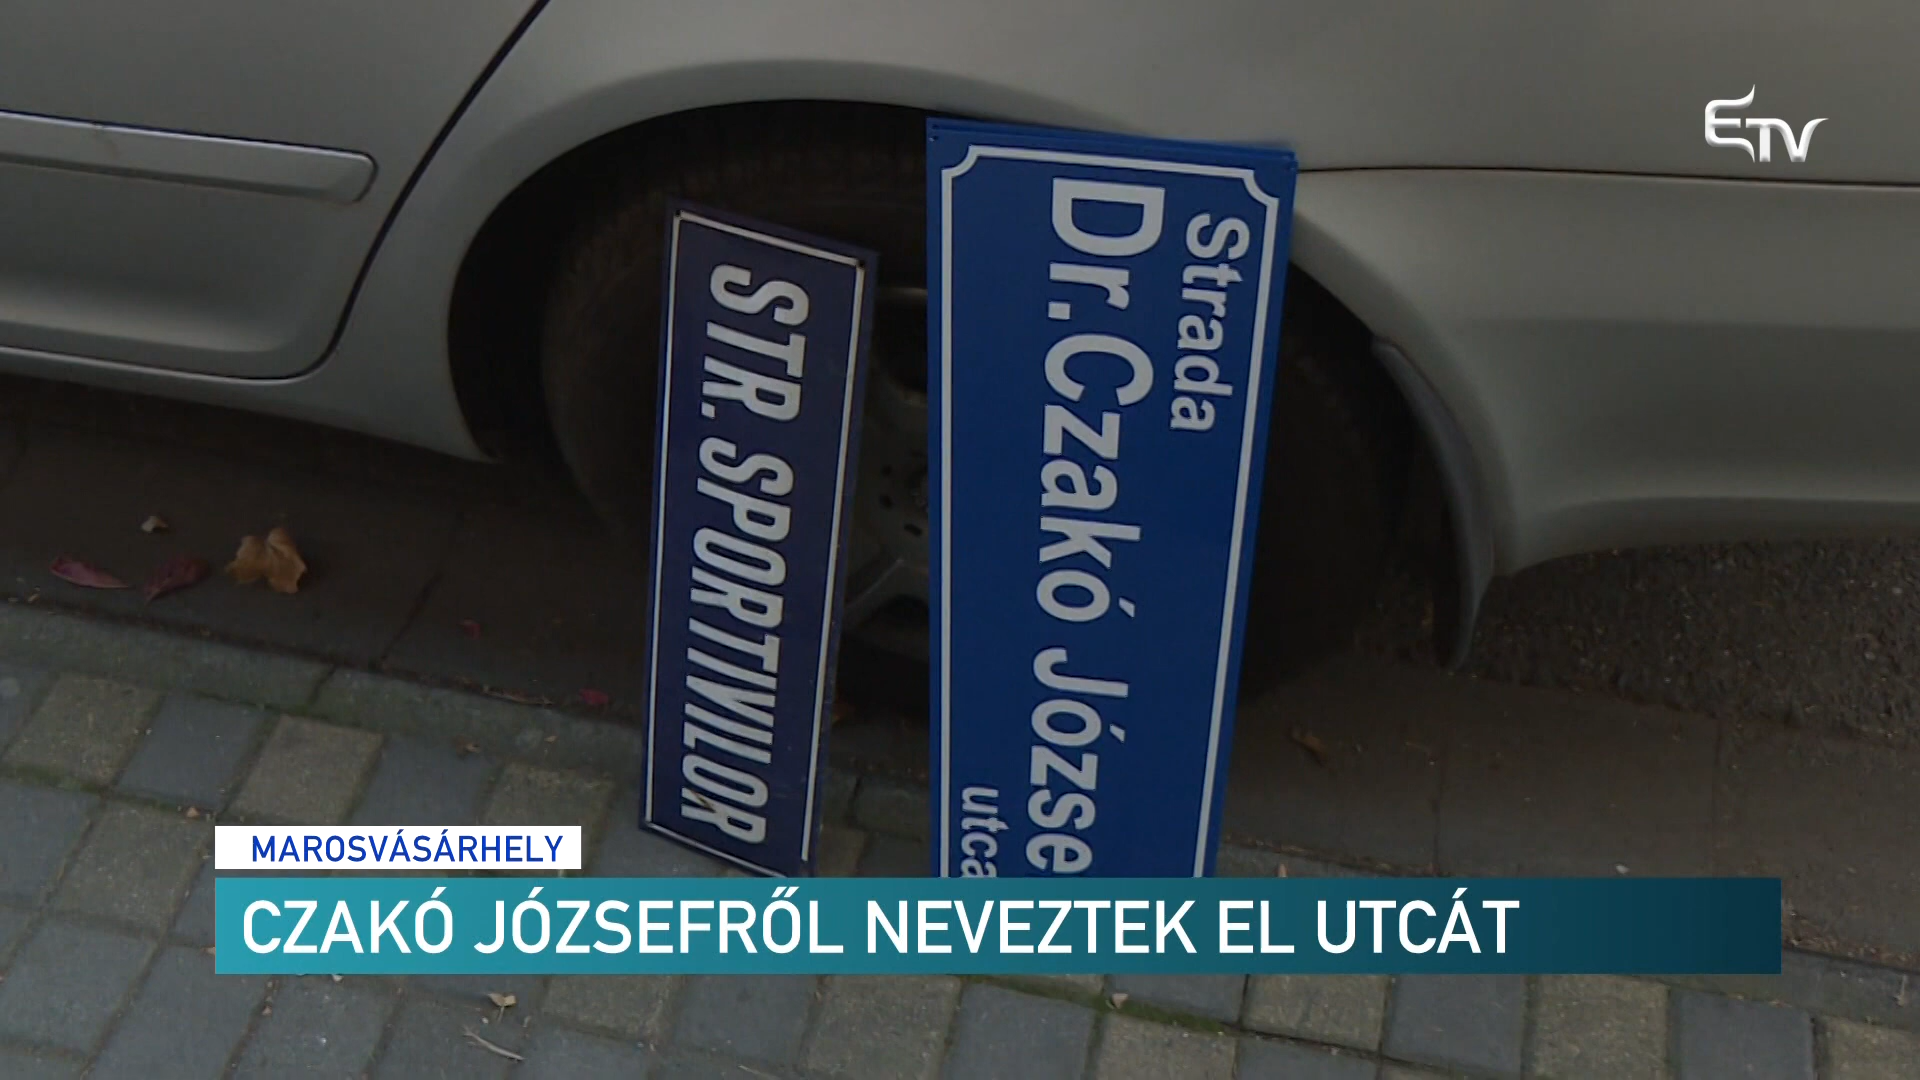 ETV
STR. SPORTIVILOR
Strada
Dr. Czakó Józse
utca
MAROSVÁSÁRHELY
CZAKÓ JÓZSEFRŐL NEVEZTEK EL UTCÁT